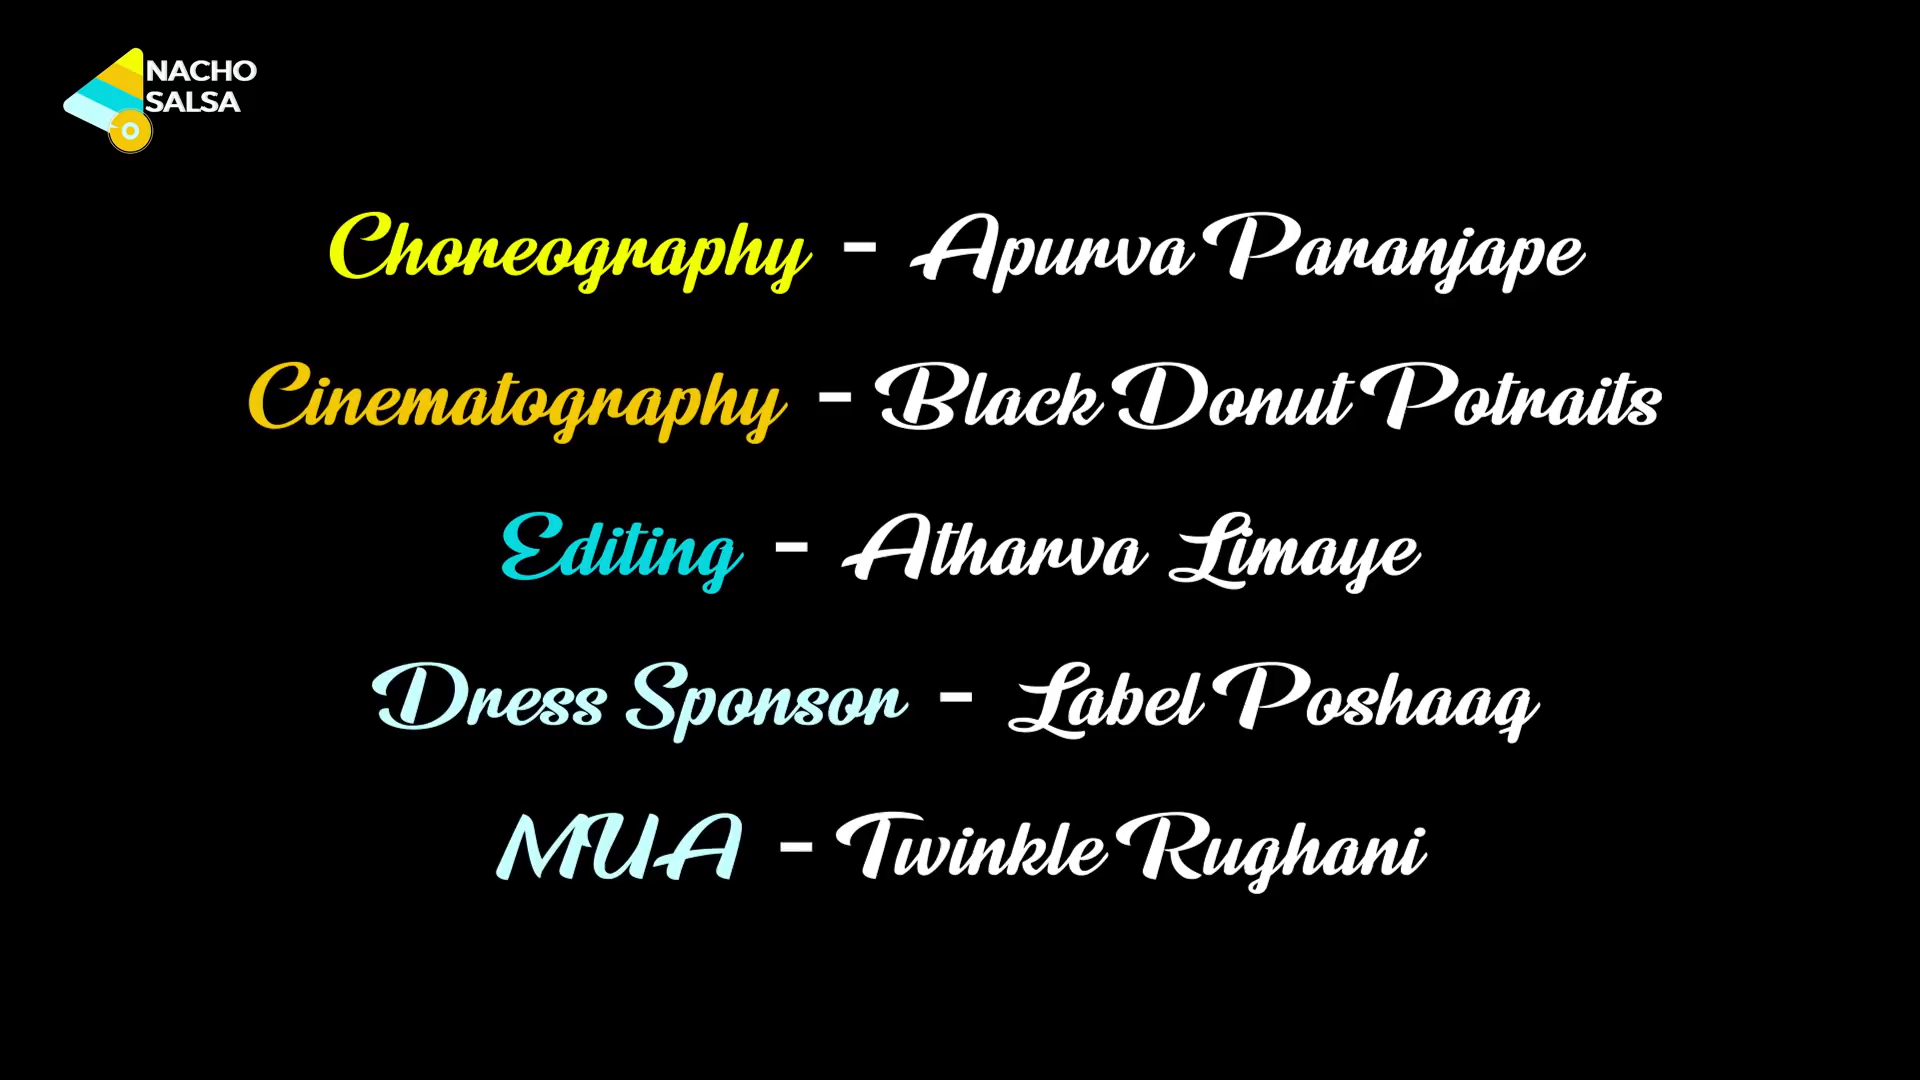 NACHO
SALSA
Choreography - Apurva Paranjape
Cinematography - Black Donut Potraits
Editing - Atharva Limaye
Dress Sponsor - Label Poshaag
MUA - Twinkle Rughani